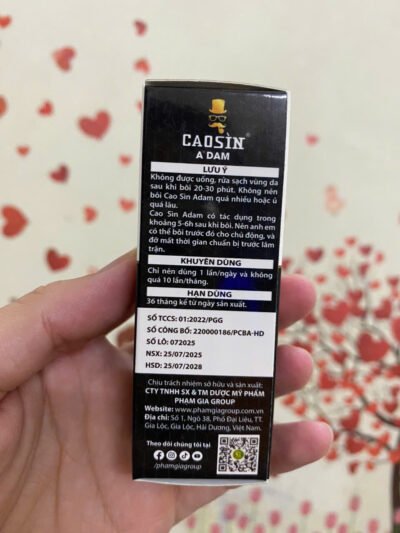 CAOSÌN®
A'DAM
LƯU Ý
Không được uống, rửa sạch vùng da
sau khi bôi 20-30 phút. Không nên
bôi Cao Sìn Adam quá nhiều hoặc ủ
quá lâu.
Cao Sìn Adam có tác dụng trong
khoảng 5-6h sau khi bôi. Nên anh em
có thể bôi trước đó cho chủ động, và
đỡ mất thời gian chuẩn bị trước lâm
trận.
KHUYÊN DÙNG
Chỉ nên dùng 1 lần/ngày và không
quá 10 lần/tháng.
HẠN DÙNG
36 tháng kể từ ngày sản xuất.
SỐ TCCS: 01:2022/PGG
SỐ CÔNG BỐ: 220000186/PCBA-HD
SỐ LÔ: 072025
NSX: 25/07/2025
HSD: 25/07/2028
Chịu trách nhiệm sở hữu và sản xuất:
CTY TNHH SX & TM DƯỢC MỸ PHẨM
PHẠM GIA GROUP
Website: www.phamgiagroup.com.vn
Địa chỉ: Số 1, Ngõ 38, Phố Đại Liêu, TT.
Gia Lộc, Gia Lộc, Hải Dương, Việt Nam.
Theo dõi chúng tôi tại
/phamgiagroup